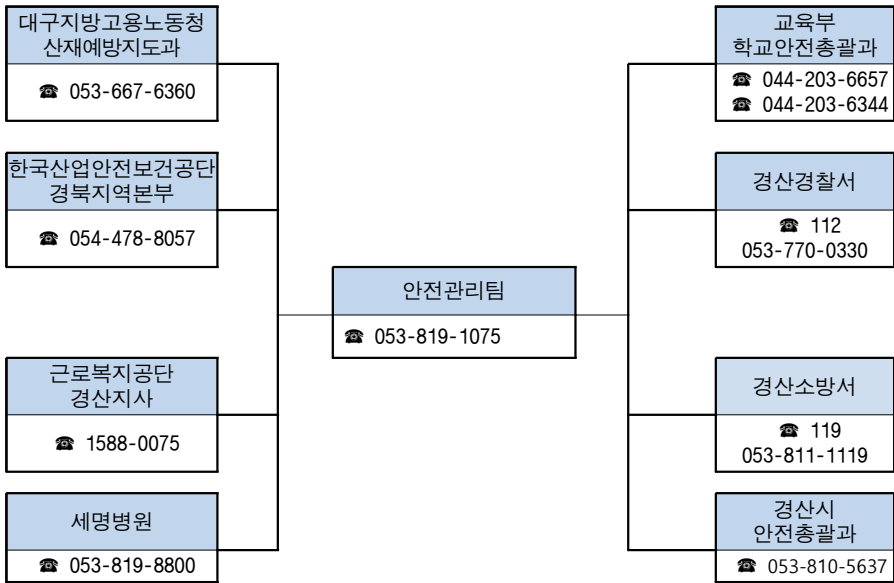 대구지방고용노동청
산재예방지도과
☎ 053-667-6360
한국산업안전보건공단
경북지역본부
☎ 054-478-8057
근로복지공단
경산지사
☎ 1588-0075
세명병원
☎ 053-819-8800
안전관리팀
☎ 053-819-1075
교육부
학교안전총괄과
☎ 044-203-6657
☎ 044-203-6344
경산경찰서
☎ 112
053-770-0330
경산소방서
☎ 119
053-811-1119
경산시
안전총괄과
☎ 053-810-5637